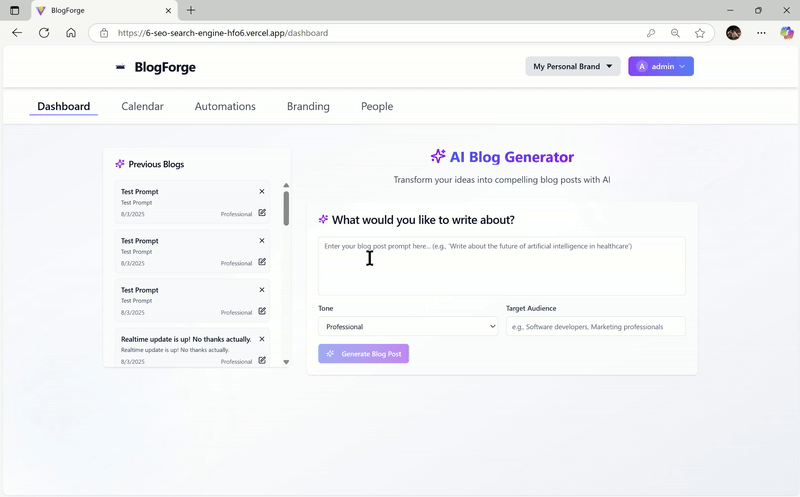 BlogForge
https://6-seo-search-engine-hfo6.vercel.app/dashboard
BlogForge
My Personal Brand
A admin
Dashboard
Calendar
Automations
Branding
People
Previous Blogs
Test Prompt
Test Prompt
8/3/2025 Professional
Test Prompt
Test Prompt
8/3/2025 Professional
Test Prompt
Test Prompt
8/3/2025 Professional
Realtime update is up! No thanks actually.
Realtime update is up! No thanks actually.
8/3/2025 Professional
AI Blog Generator
Transform your ideas into compelling blog posts with AI
What would you like to write about?
Enter your blog post prompt here... (e.g., 'Write about the future of artificial intelligence in healthcare')
Tone
Professional
Target Audience
e.g., Software developers, Marketing professionals
Generate Blog Post